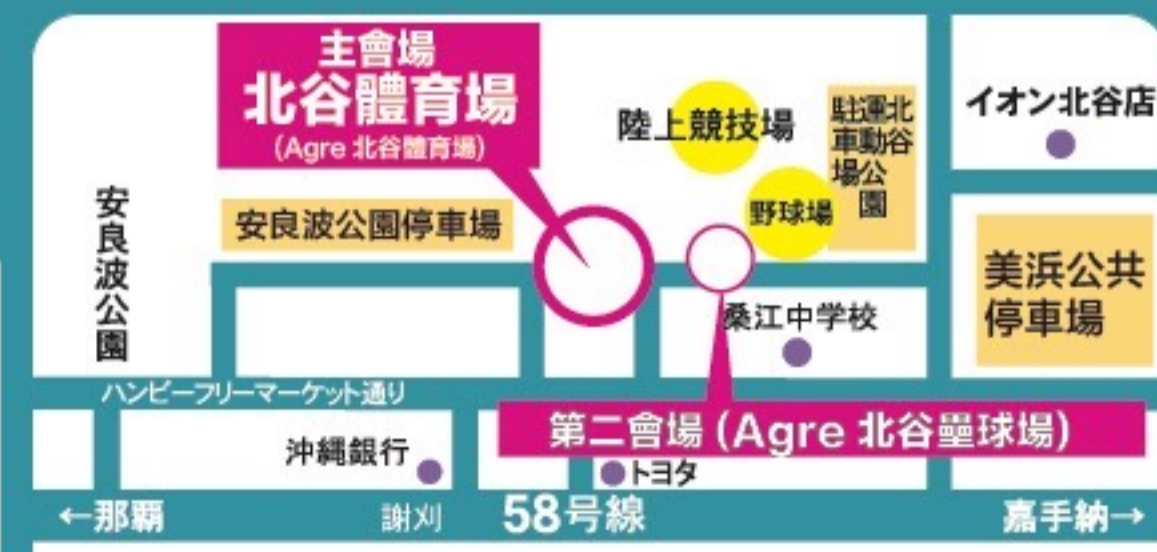 主會場
北谷體育場
(Agre 北谷體育場)
陸上競技場
北谷
運動公園
駐車場
イオン北谷店
安良波公園
安良波公園停車場
野球場
美浜公共
停車場
桑江中学校
ハンビーフリーマーケット通り
第二會場(Agre 北谷壘球場)
沖縄銀行
トヨタ
←那覇
謝刈
58号線
嘉手納→